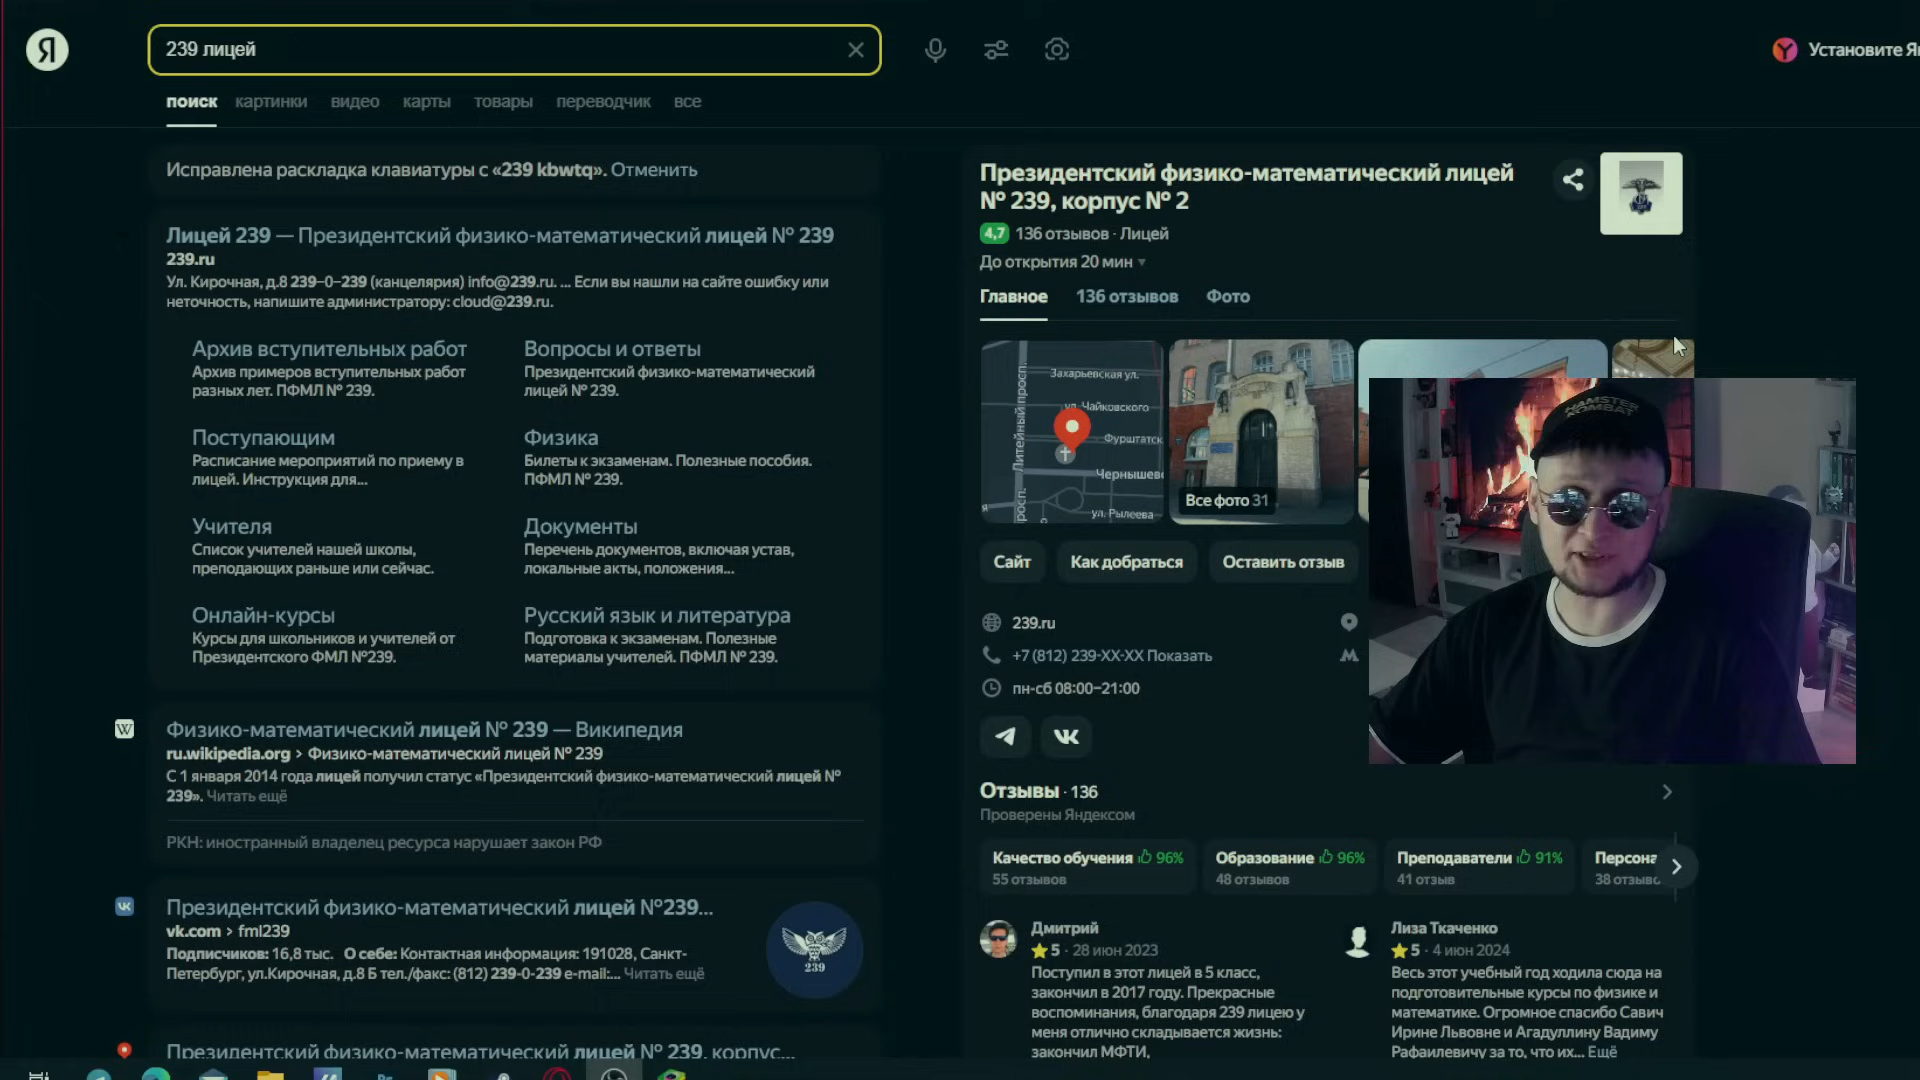 Я
239 лицей
Установите Я
поиск картинки видео карты товары переводчик все
Исправлена раскладка клавиатуры с «239 kbwtq». Отменить
Лицей 239 — Президентский физико-математический лицей № 239
239.ru
Ул. Кирочная, д.8 239-0-239 (канцелярия) info@239.ru. ... Если вы нашли на сайте ошибку или
неточность, напишите администратору: cloud@239.ru.
Архив вступительных работ
Архив примеров вступительных работ
разных лет. ПФМЛ № 239.
Вопросы и ответы
Президентский физико-математический
лицей № 239.
Поступающим
Расписание мероприятий по приему в
лицей. Инструкция для...
Физика
Билеты к экзаменам. Полезные пособия.
ПФМЛ № 239.
Учителя
Список учителей нашей школы,
преподающих раньше или сейчас.
Документы
Перечень документов, включая устав,
локальные акты, положения...
Онлайн-курсы
Курсы для школьников и учителей от
Президентского ФМЛ №239.
Русский язык и литература
Подготовка к экзаменам. Полезные
материалы учителей. ПФМЛ № 239.
W
Физико-математический лицей № 239 — Википедия
ru.wikipedia.org > Физико-математический лицей № 239
С 1 января 2014 года лицей получил статус «Президентский физико-математический лицей №
239». Читать ещё
РКН: иностранный владелец ресурса нарушает закон РФ
Президентский физико-математический лицей №239...
vk.com > fml239
Подписчиков: 16,8 тыс. О себе: Контактная информация: 191028, Санкт-
Петербург, ул.Кирочная, д.8 Б тел./факс: (812) 239-0-239 e-mail:... Читать ещё
239
Президентский физико-математический лицей № 239, корпус...
Президентский физико-математический лицей
№ 239, корпус № 2
4,7 136 отзывов · Лицей
До открытия 20 мин
Главное 136 отзывов Фото
Захарьевская ул.
ул. Чайковского
Фурштатск
Чернышев
ул. Рылеева
Литейный просп.
просп.
Все фото 31
HAMSTER
KOMBAT
Сайт Как добраться Оставить отзыв
239.ru
+7 (812) 239-XX-XX Показать
пн-сб 08:00–21:00
Отзывы · 136
Проверены Яндексом
Качество обучения 96%
55 отзывов
Образование 96%
48 отзывов
Преподаватели 91%
41 отзыв
Персона
38 отзывс
Дмитрий
5 · 28 июн 2023
Поступил в этот лицей в 5 класс,
закончил в 2017 году. Прекрасные
воспоминания, благодаря 239 лицею у
меня отлично складывается жизнь:
закончил МФТИ,
Лиза Ткаченко
5 · 4 июн 2024
Весь этот учебный год ходила сюда на
подготовительные курсы по физике и
математике. Огромное спасибо Савич
Ирине Львовне и Агадуллину Вадиму
Рафаилевичу за то, что их... Ещё